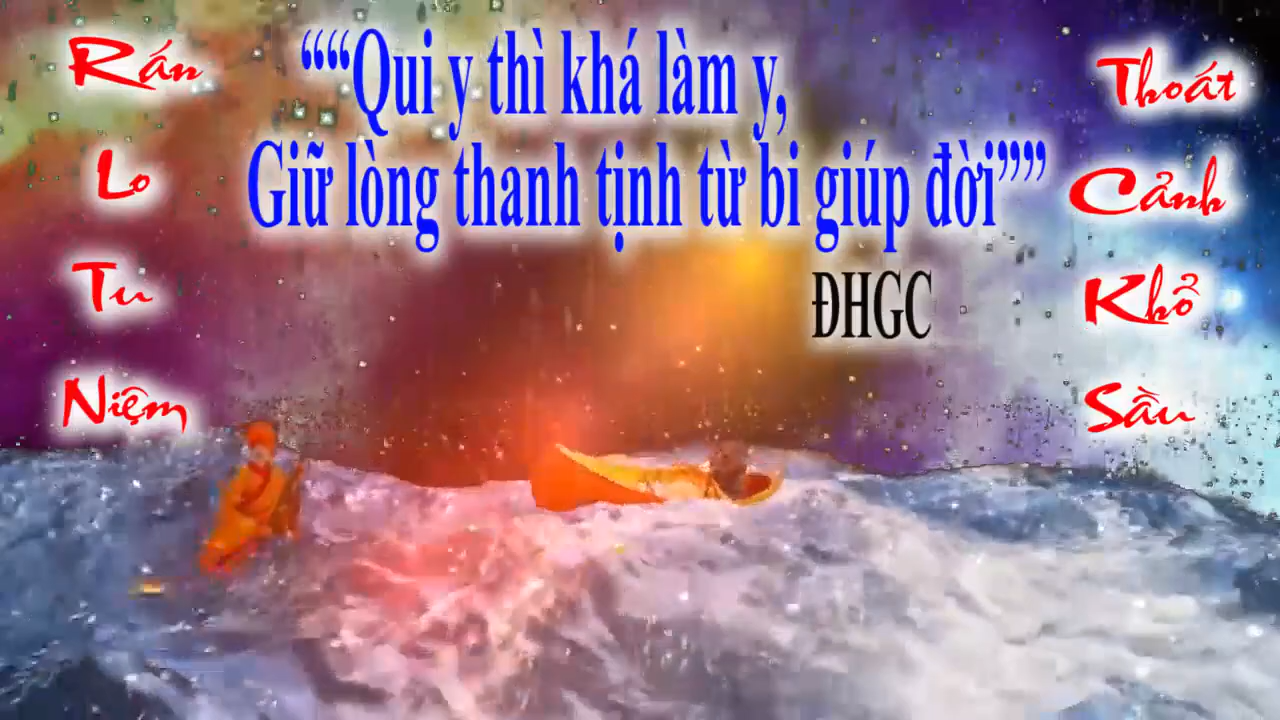 Rán
Lo
Tu
Niệm
““Qui y thì khá làm y,
Giữ lòng thanh tịnh từ bi giúp đời””
ĐHGC
Thoát
Cảnh
Khổ
Sầu